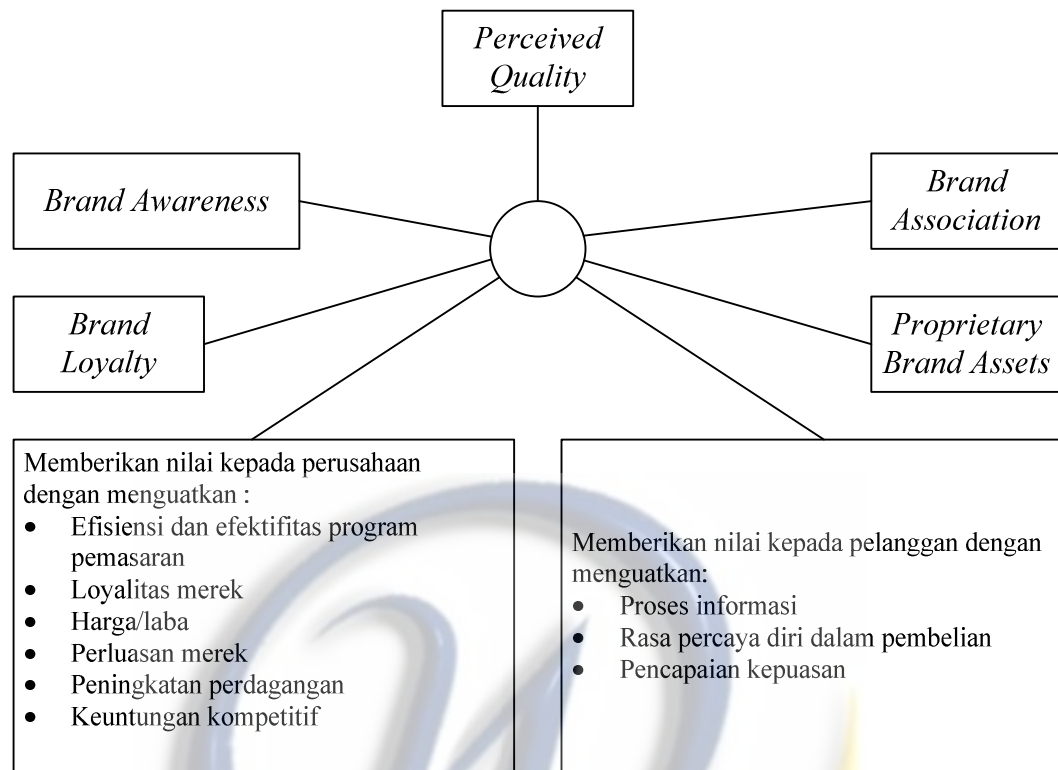 Perceived
Quality
Brand Awareness
Brand
Association
Brand
Loyalty
Proprietary
Brand Assets
Memberikan nilai kepada perusahaan
dengan menguatkan :
• Efisiensi dan efektifitas program
pemasaran
• Loyalitas merek
• Harga/laba
• Perluasan merek
• Peningkatan perdagangan
• Keuntungan kompetitif
Memberikan nilai kepada pelanggan dengan
menguatkan:
• Proses informasi
• Rasa percaya diri dalam pembelian
• Pencapaian kepuasan